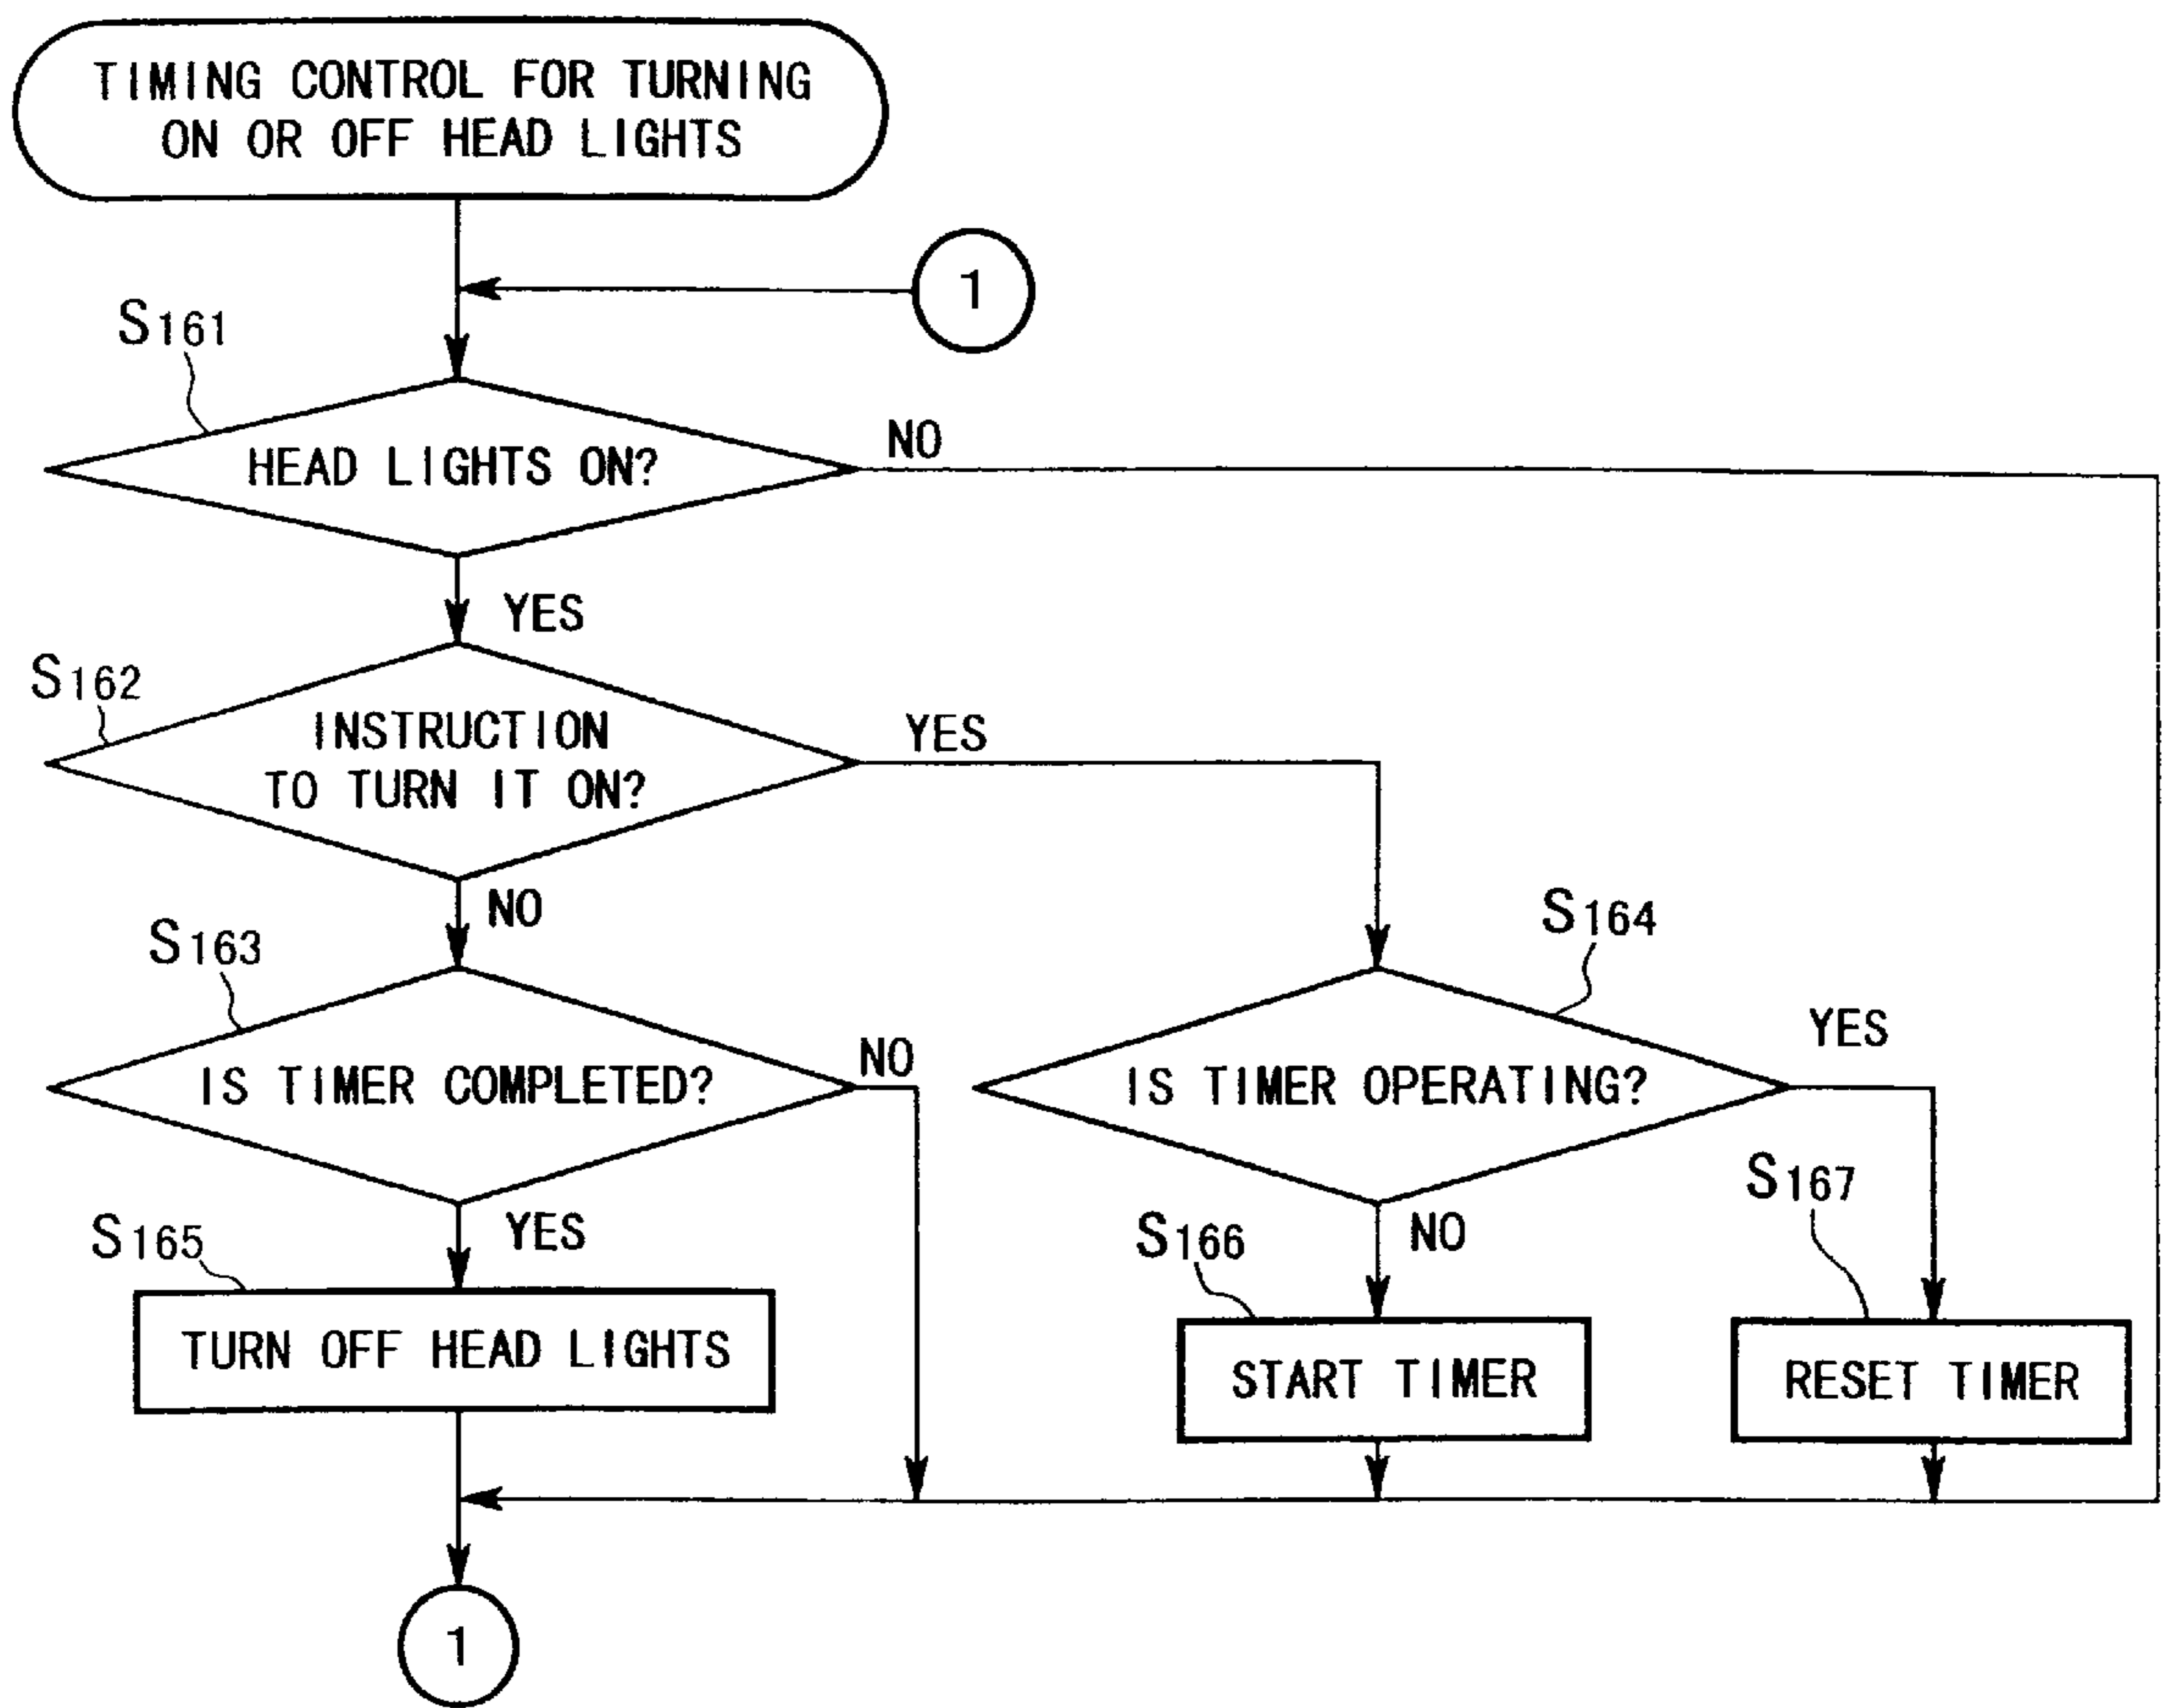 TIMING CONTROL FOR TURNING
ON OR OFF HEAD LIGHTS
1
S161
HEAD LIGHTS ON?
NO
YES
S162
INSTRUCTION
TO TURN IT ON?
YES
NO
S163
IS TIMER COMPLETED?
NO
S164
IS TIMER OPERATING?
YES
YES
S165
TURN OFF HEAD LIGHTS
NO
S166
START TIMER
S167
RESET TIMER
1